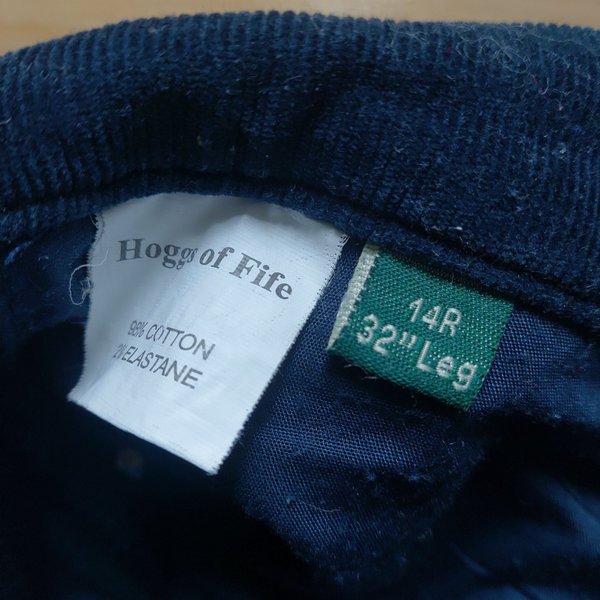 Hoggs of Fife
98% COTTON
2% ELASTANE
14R
32" Leg